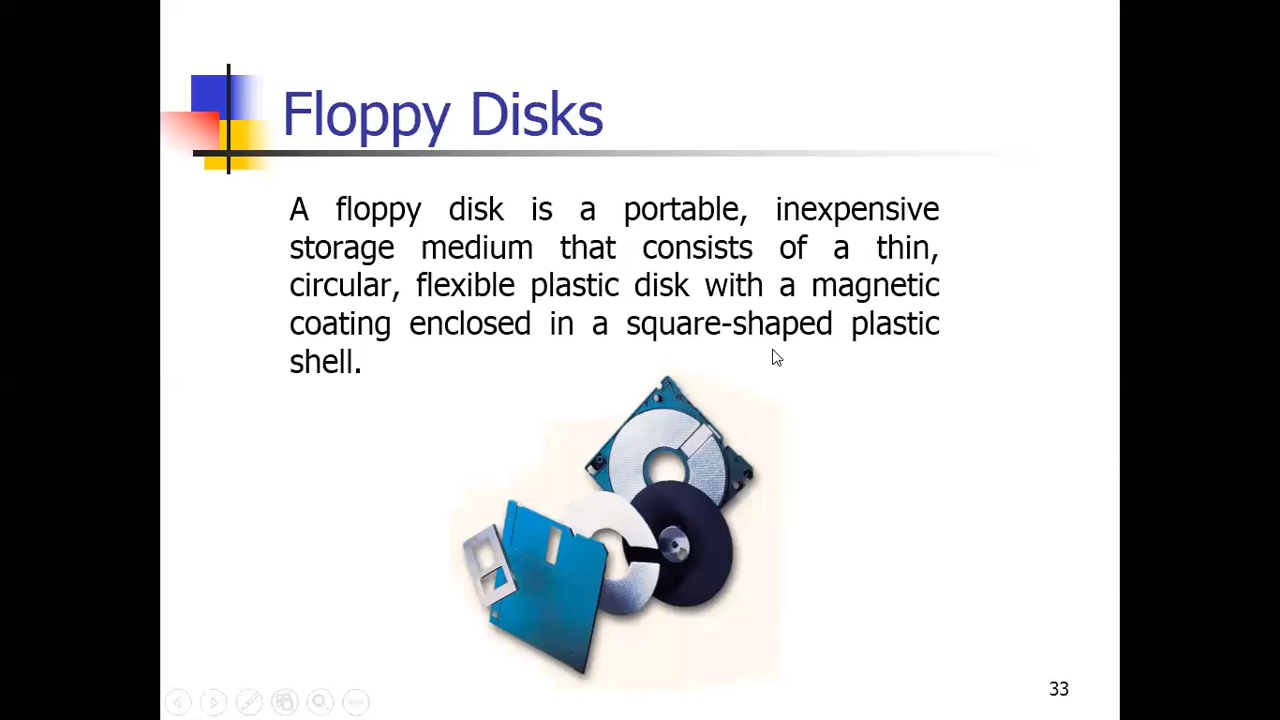 Floppy Disks
A floppy disk is a portable, inexpensive
storage medium that consists of a thin,
circular, flexible plastic disk with a magnetic
coating enclosed in a square-shaped plastic
shell.
33